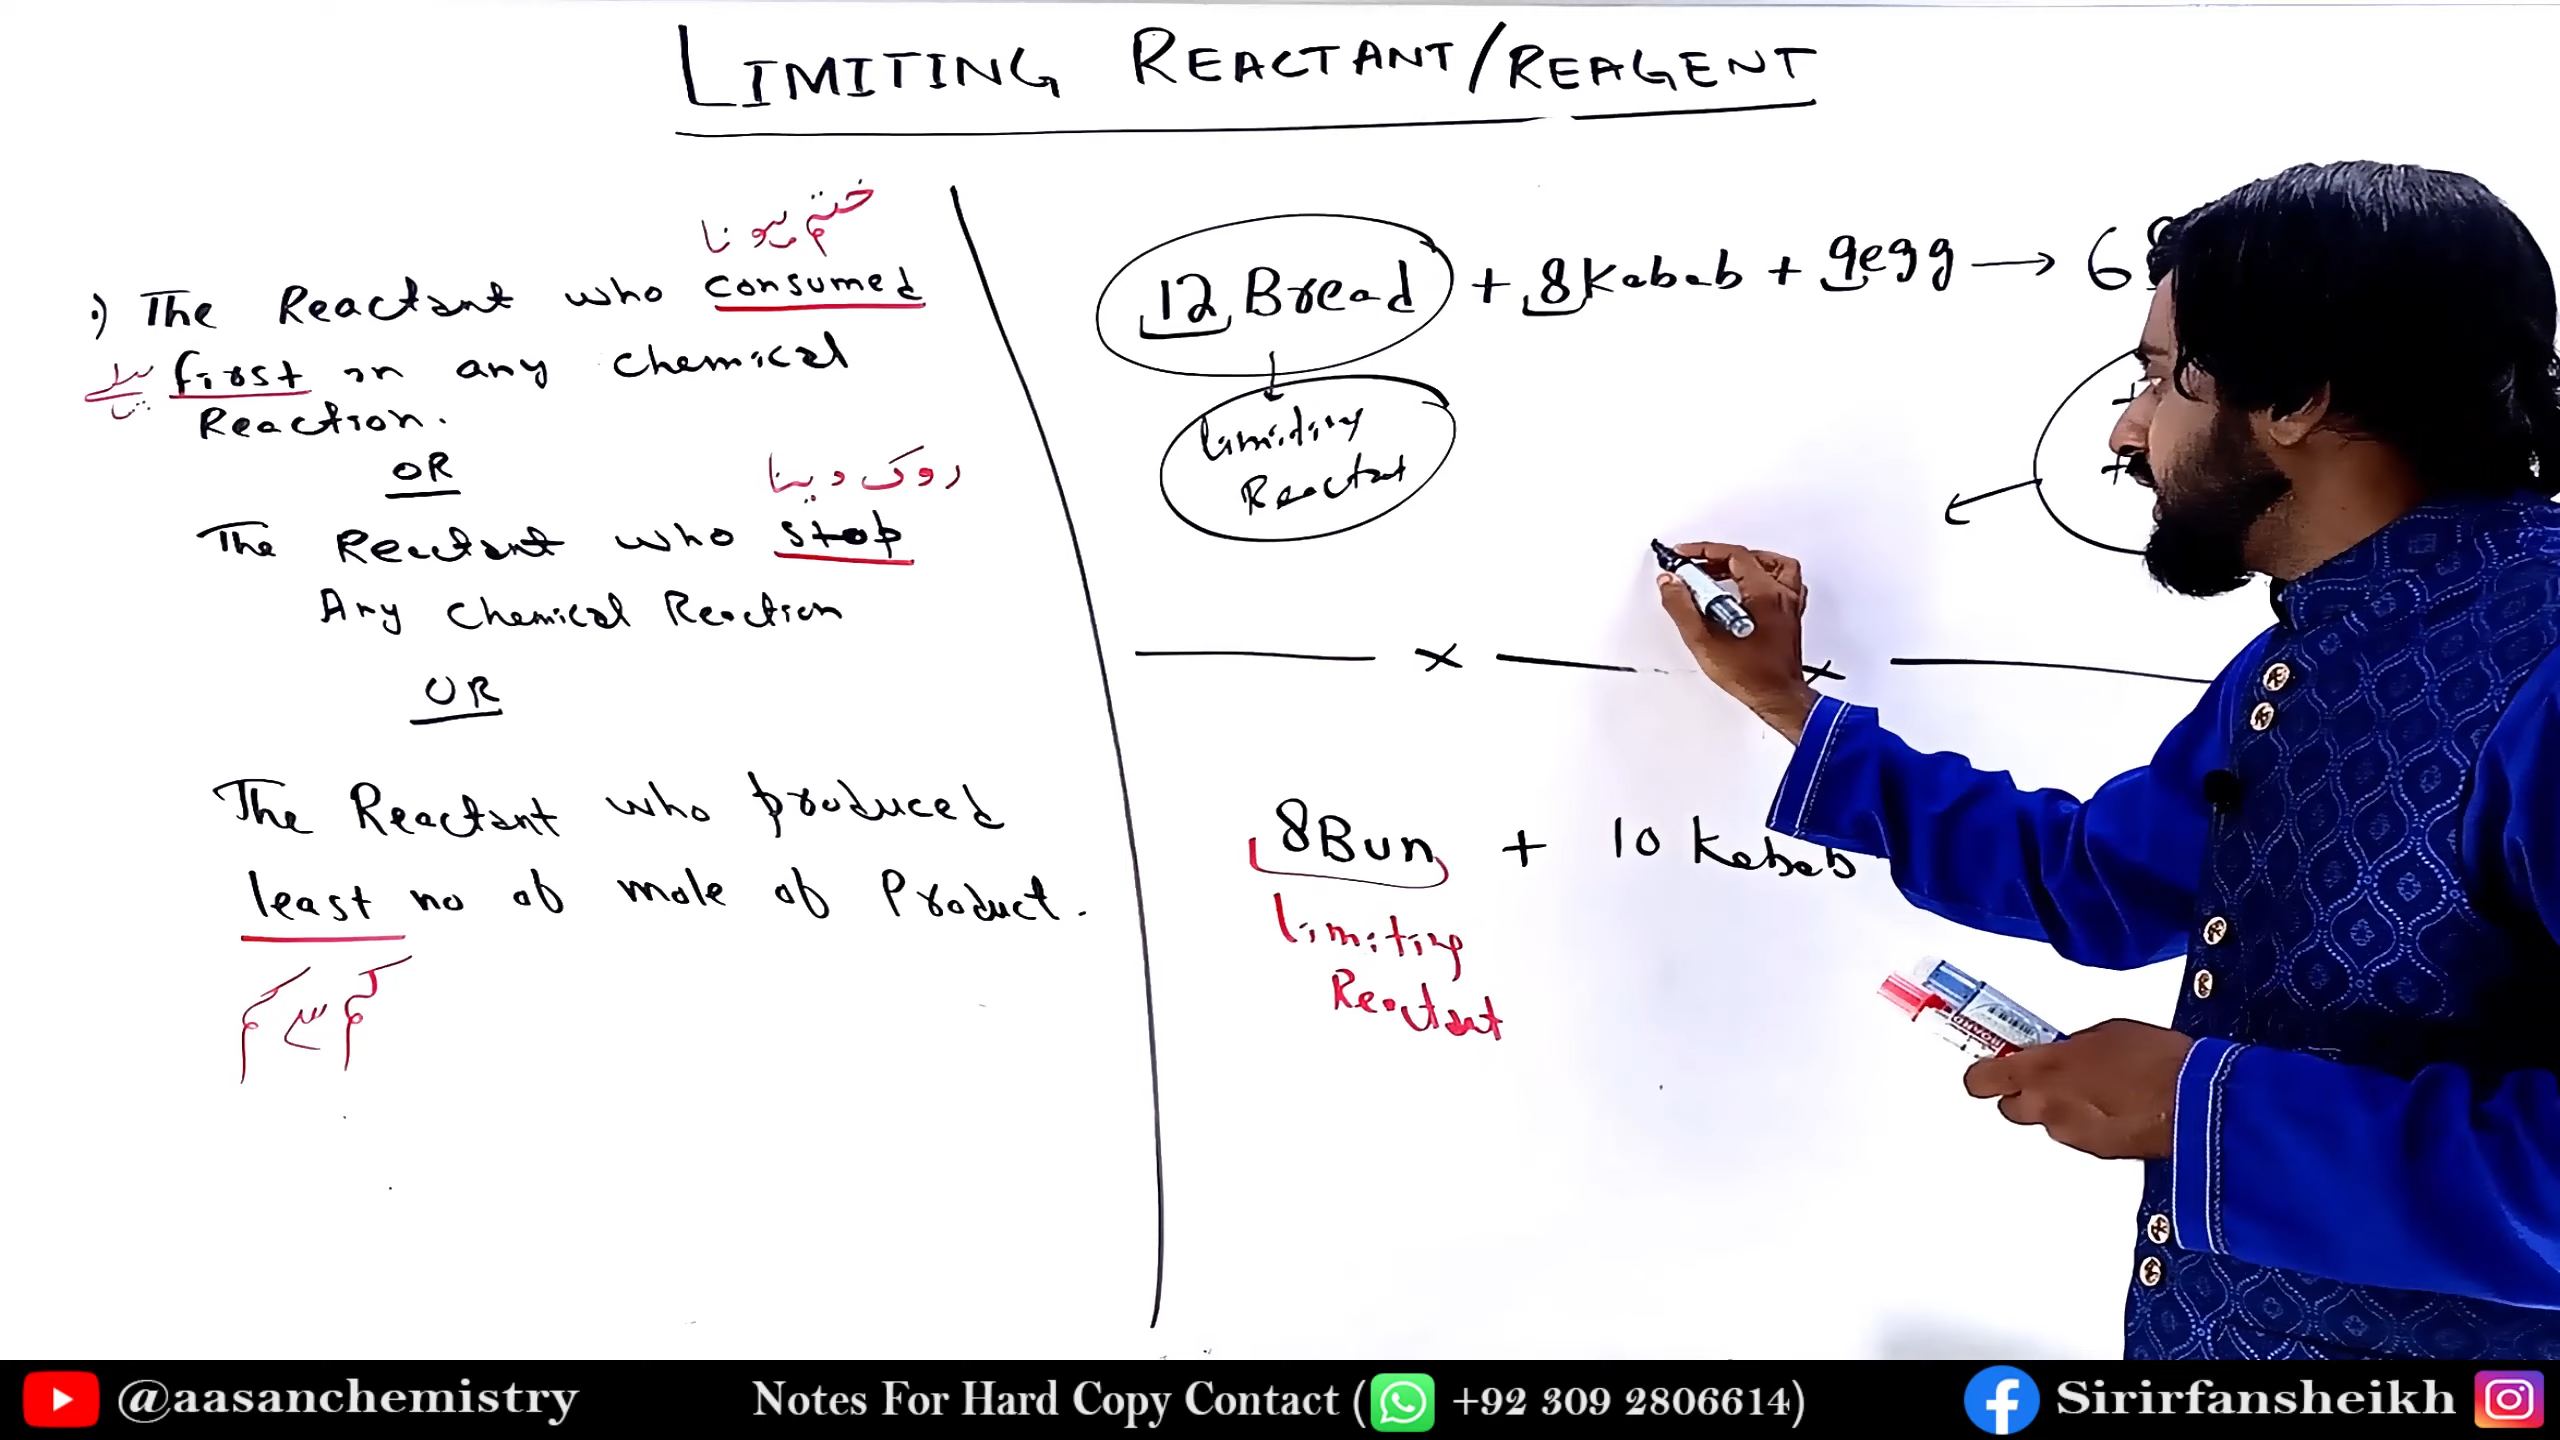 LIMITING REACTANT/REAGENT
ختم ہونا
•) The Reactant who consumed
پہلے first in any chemical
Reaction.
OR
روک دینا
The Reactant who stop
Any Chemical Reaction
OR
The Reactant who produced
least no of mole of Product.
کم سے کم
12 Bread + 8 Kabab + 9 egg → 6
limiting
Reactant
8 Bun + 10 Kabab
limiting
Reactant
@aasanchemistry
Notes For Hard Copy Contact ( +92 309 2806614)
Sirirfansheikh